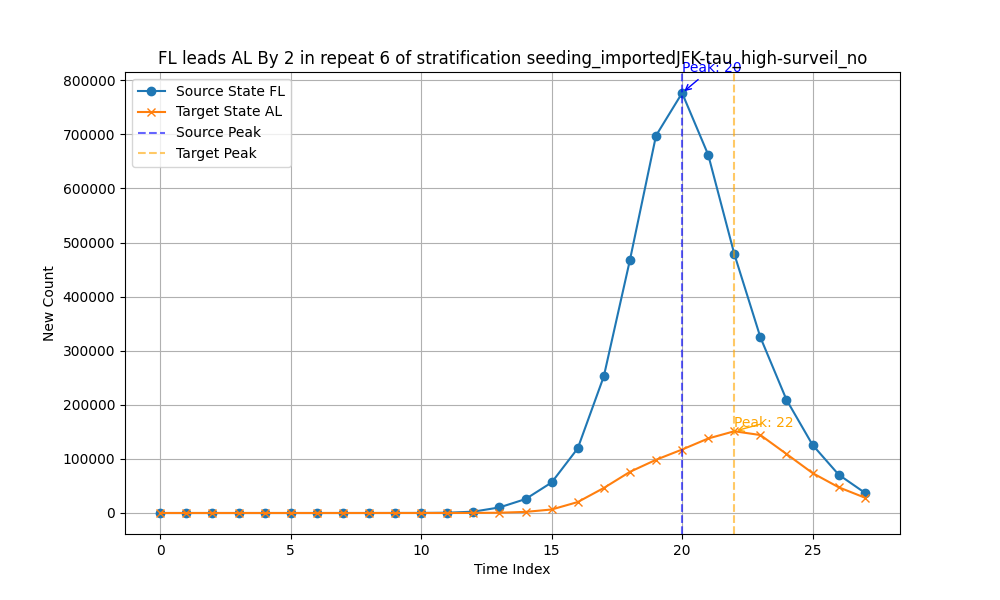 FL leads AL By 2 in repeat 6 of stratification seeding_importedJFK-tau_high-surveil_no
Peak: 20
Source State FL
Target State AL
Source Peak
Target Peak
800000
700000
600000
500000
400000
300000
200000
100000
0
New Count
Peak: 22
0
5
10
15
20
25
Time Index